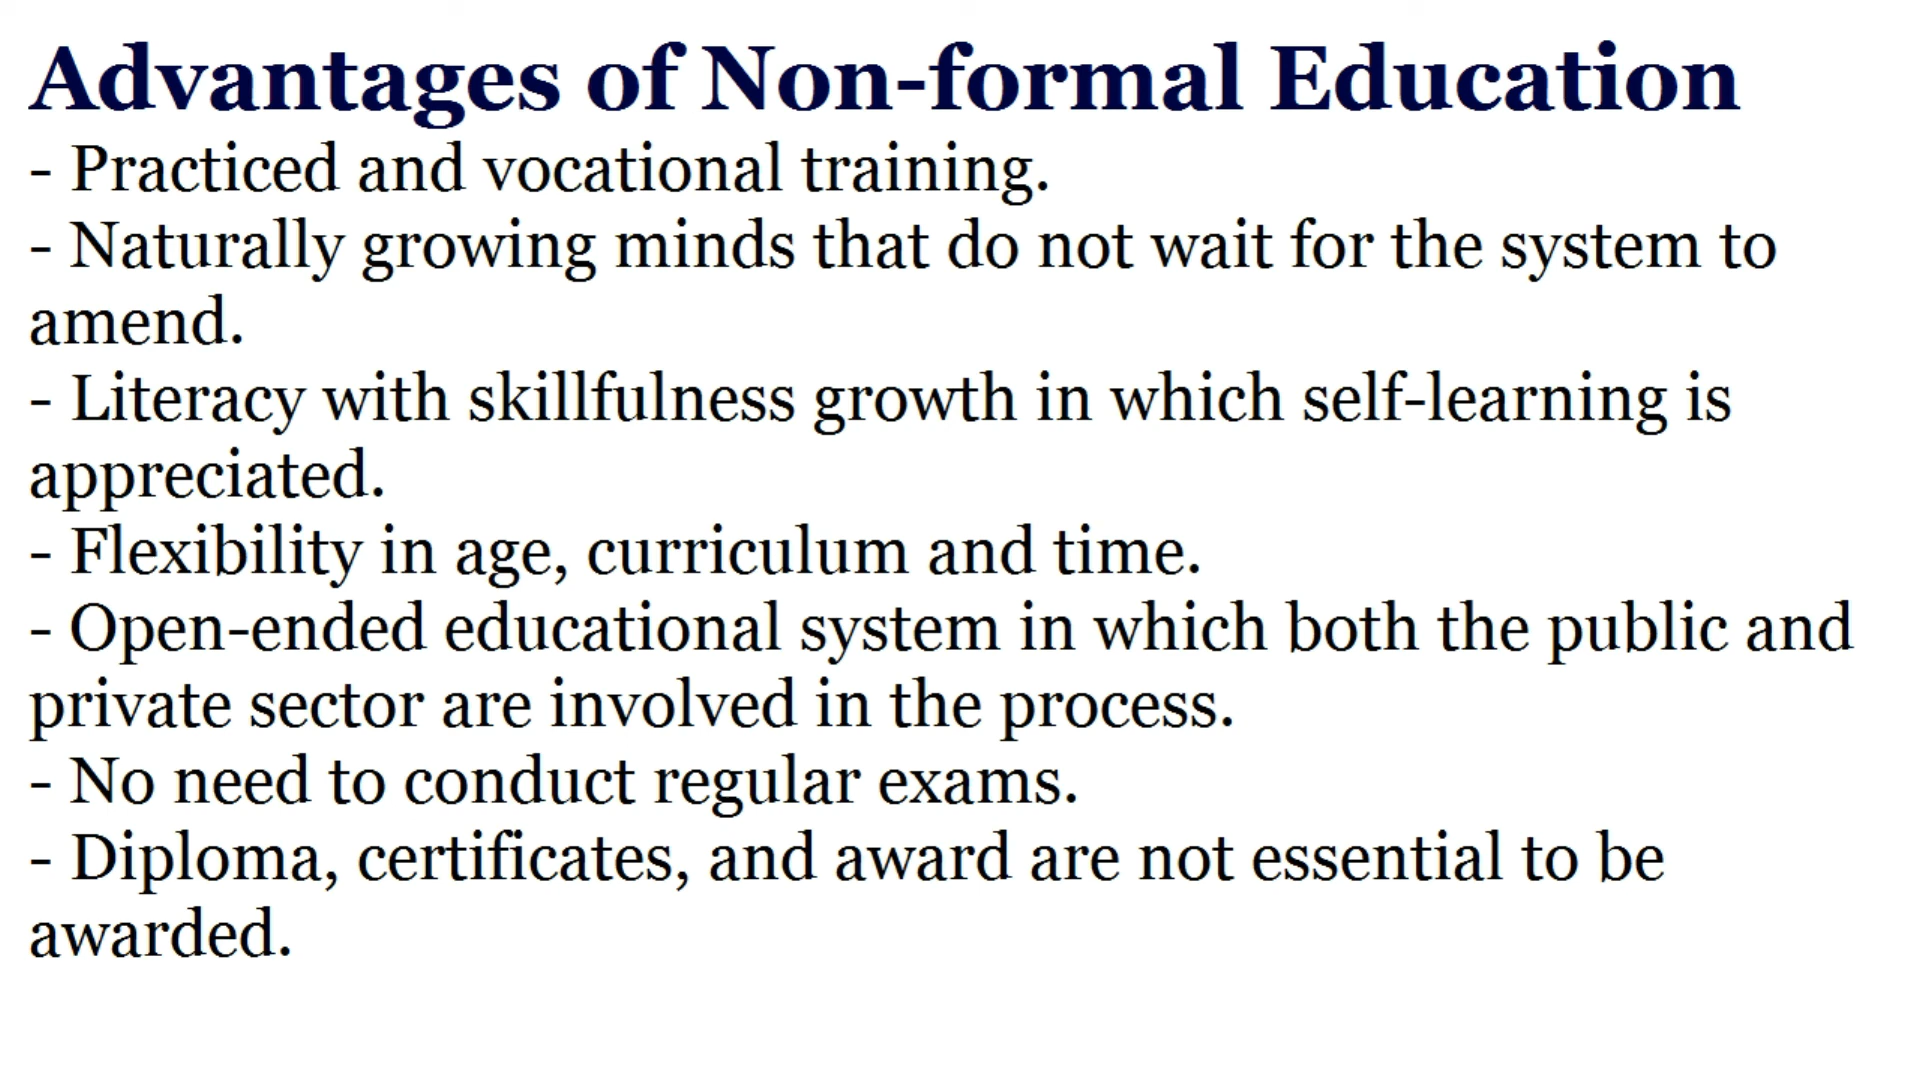 Advantages of Non-formal Education
- Practiced and vocational training.
- Naturally growing minds that do not wait for the system to
amend.
- Literacy with skillfulness growth in which self-learning is
appreciated.
- Flexibility in age, curriculum and time.
- Open-ended educational system in which both the public and
private sector are involved in the process.
- No need to conduct regular exams.
- Diploma, certificates, and award are not essential to be
awarded.